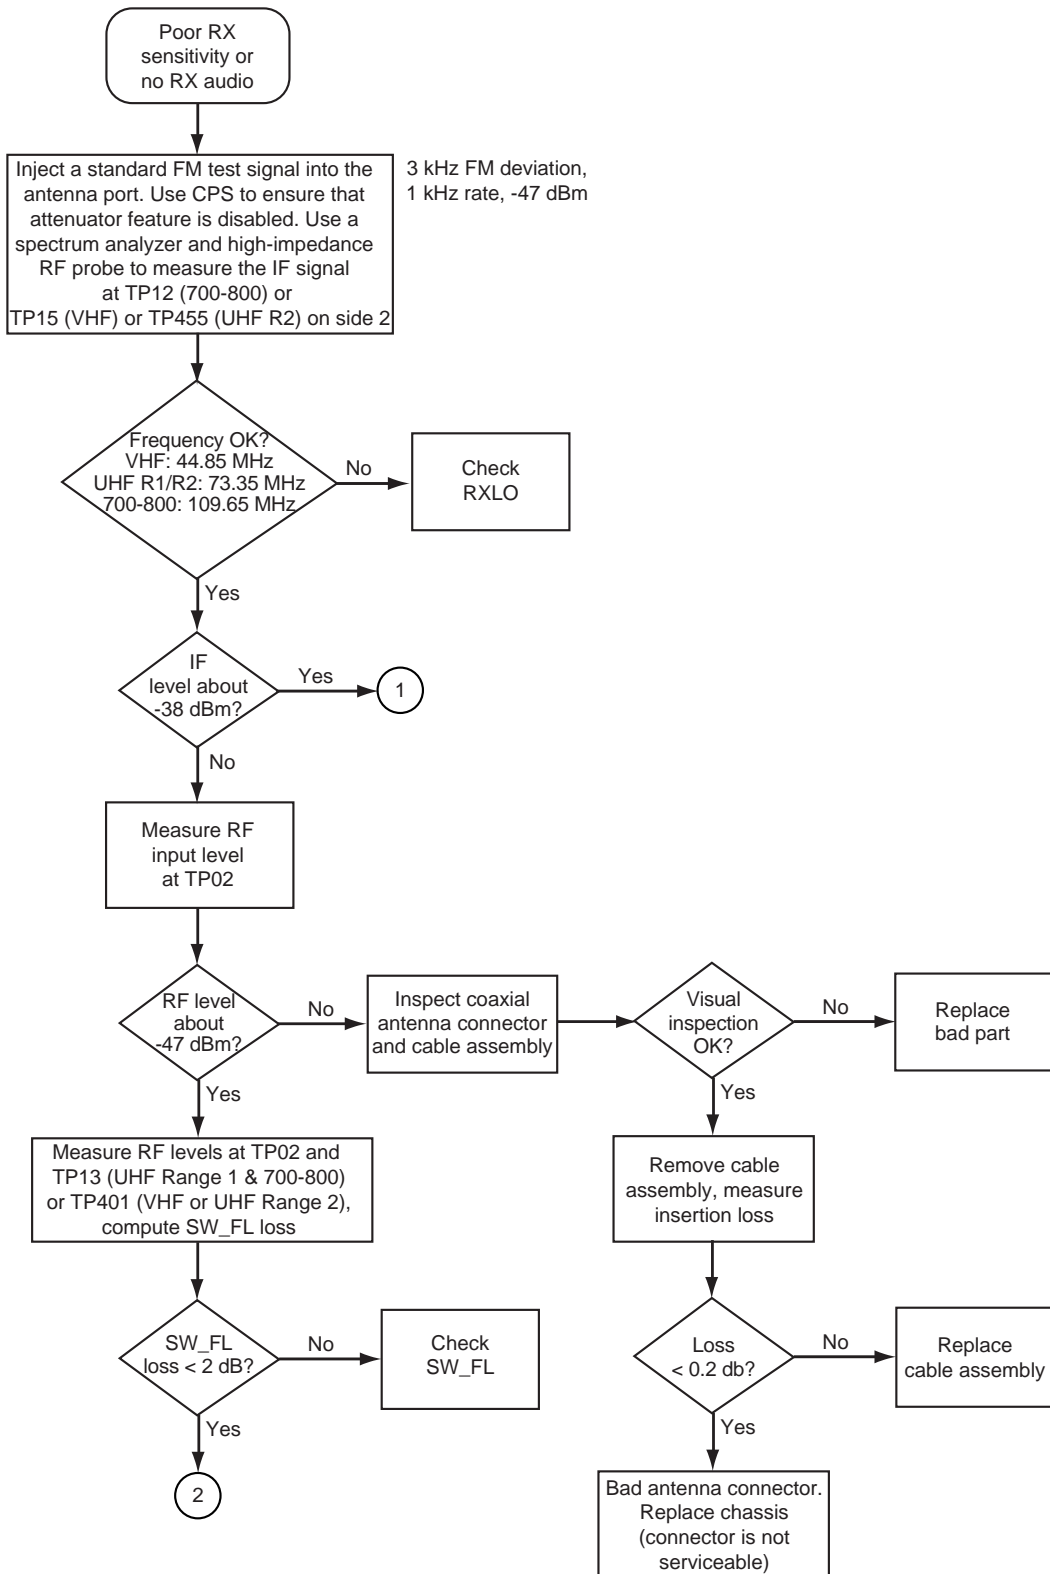 Poor RX
sensitivity or
no RX audio
Inject a standard FM test signal into the
antenna port. Use CPS to ensure that
attenuator feature is disabled. Use a
spectrum analyzer and high-impedance
RF probe to measure the IF signal
at TP12 (700-800) or
TP15 (VHF) or TP455 (UHF R2) on side 2
3 kHz FM deviation,
1 kHz rate, -47 dBm
Frequency OK?
VHF: 44.85 MHz
UHF R1/R2: 73.35 MHz
700-800: 109.65 MHz
No
Check
RXLO
Yes
IF
level about
-38 dBm?
Yes
1
No
Measure RF
input level
at TP02
RF level
about
-47 dBm?
No
Inspect coaxial
antenna connector
and cable assembly
Visual
inspection
OK?
No
Replace
bad part
Yes
Yes
Measure RF levels at TP02 and
TP13 (UHF Range 1 & 700-800)
or TP401 (VHF or UHF Range 2),
compute SW_FL loss
Remove cable
assembly, measure
insertion loss
SW_FL
loss < 2 dB?
No
Check
SW_FL
Loss
< 0.2 db?
No
Replace
cable assembly
Yes
Yes
2
Bad antenna connector.
Replace chassis
(connector is not
serviceable)